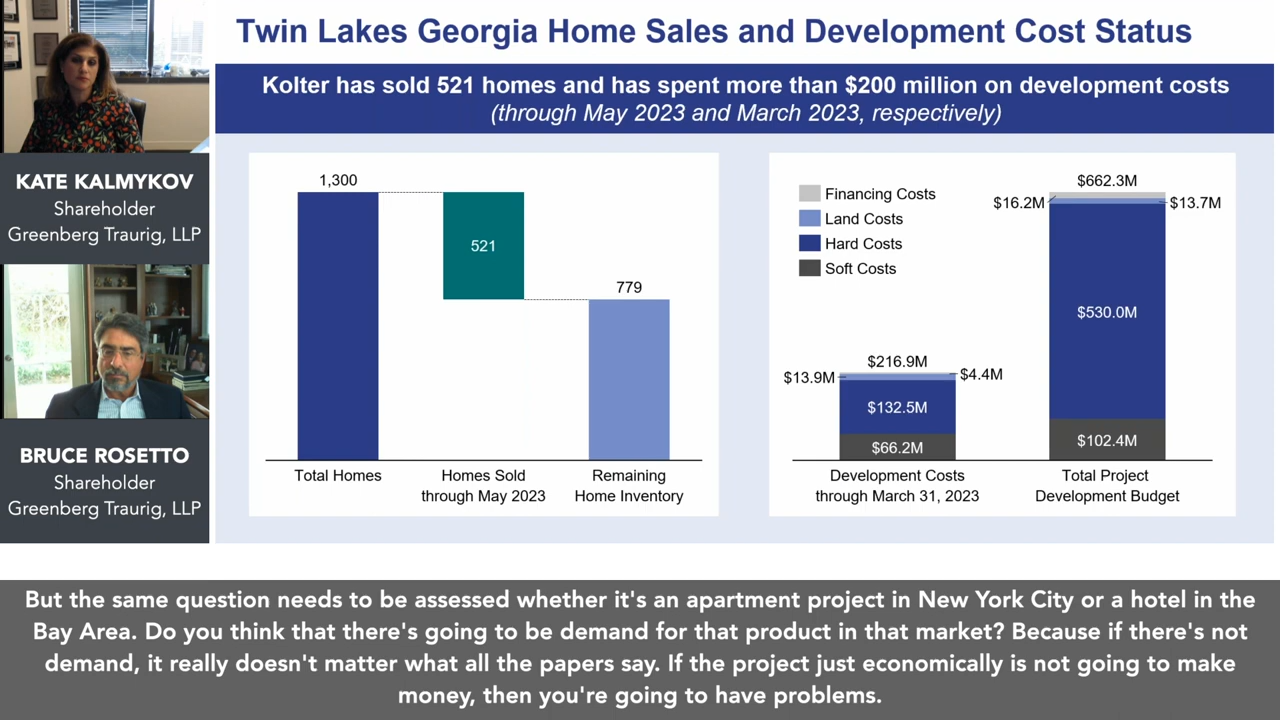 Twin Lakes Georgia Home Sales and Development Cost Status
Kolter has sold 521 homes and has spent more than $200 million on development costs
(through May 2023 and March 2023, respectively)
KATE KALMYKOV
Shareholder
Greenberg Traurig, LLP
BRUCE ROSETTO
Shareholder
Greenberg Traurig, LLP
1,300
521
779
Total Homes
Homes Sold
through May 2023
Remaining
Home Inventory
Financing Costs
Land Costs
Hard Costs
Soft Costs
$216.9M
$13.9M
$4.4M
$132.5M
$66.2M
$662.3M
$16.2M
$13.7M
$530.0M
$102.4M
Development Costs
through March 31, 2023
Total Project
Development Budget
But the same question needs to be assessed whether it's an apartment project in New York City or a hotel in the
Bay Area. Do you think that there's going to be demand for that product in that market? Because if there's not
demand, it really doesn't matter what all the papers say. If the project just economically is not going to make
money, then you're going to have problems.